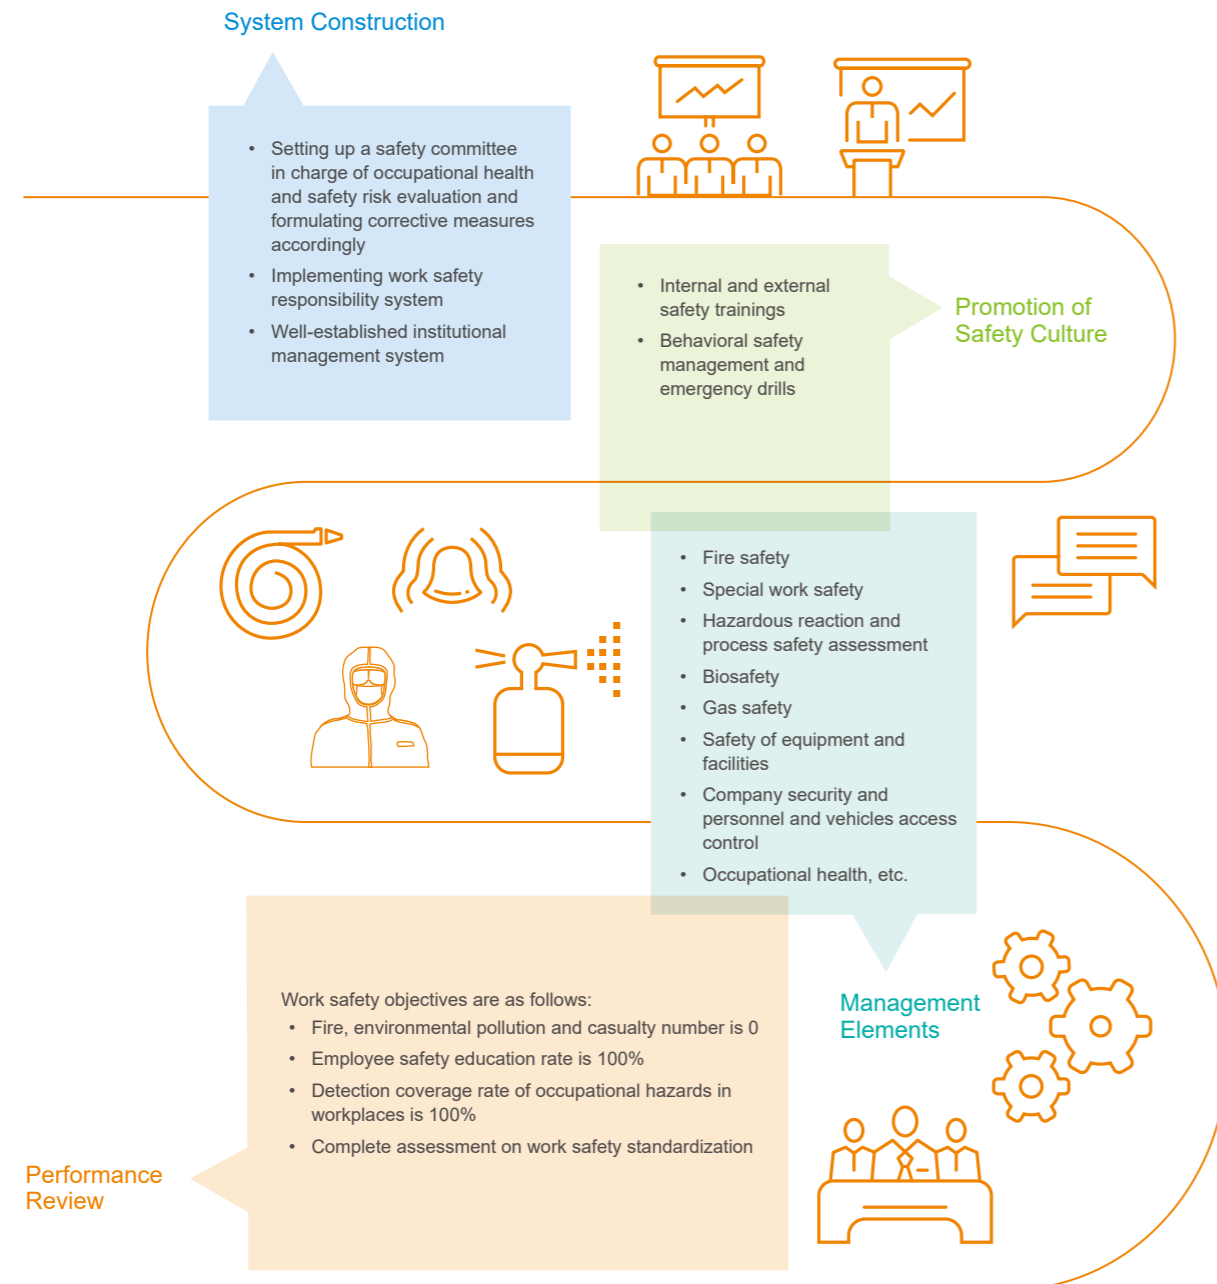 System Construction
• Setting up a safety committee
in charge of occupational health
and safety risk evaluation and
formulating corrective measures
accordingly
• Implementing work safety
responsibility system
• Well-established institutional
management system
• Internal and external
safety trainings
• Behavioral safety
management and
emergency drills
Promotion of
Safety Culture
• Fire safety
• Special work safety
• Hazardous reaction and
process safety assessment
• Biosafety
• Gas safety
• Safety of equipment and
facilities
• Company security and
personnel and vehicles access
control
• Occupational health, etc.
Management
Elements
Work safety objectives are as follows:
• Fire, environmental pollution and casualty number is 0
• Employee safety education rate is 100%
• Detection coverage rate of occupational hazards in
workplaces is 100%
• Complete assessment on work safety standardization
Performance
Review